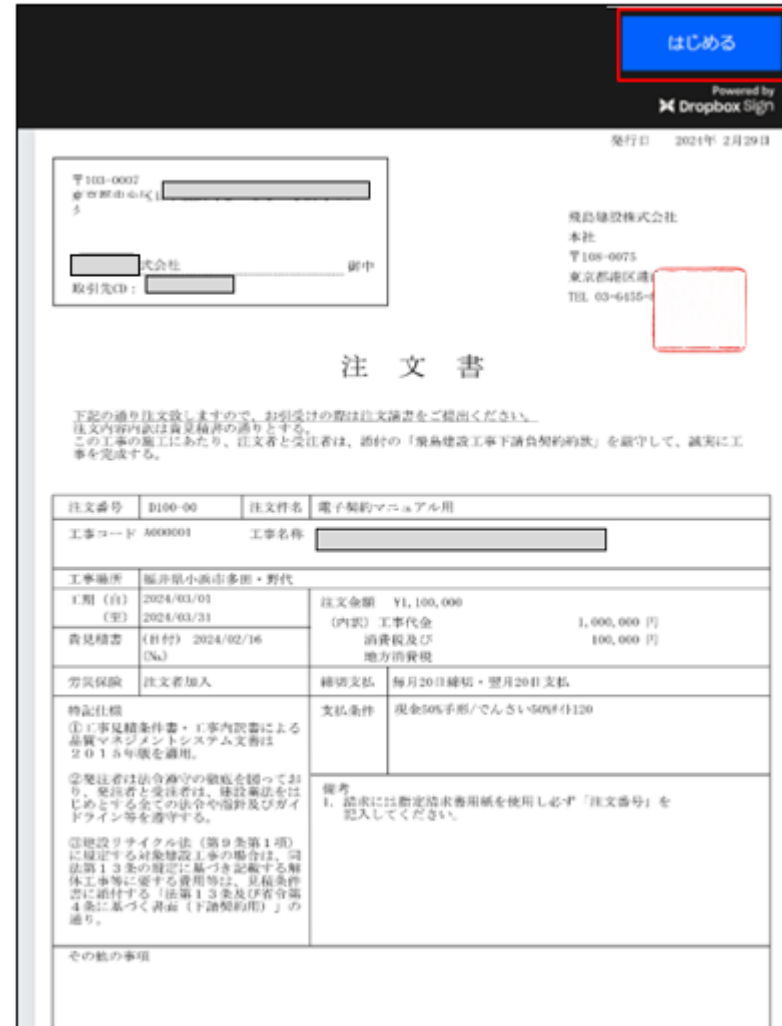 はじめる
Powered by
Dropbox Sign
発行日 2024年 2月29日
〒103-0007
式会社 御中
取引先CD：
飛島建設株式会社
本社
〒108-0075
東京都港区港
TEL 03-6455-
注 文 書
下記の通り注文致しますので、お引受けの際は注文請書をご提出ください。
注文内容内訳は貴見積書の通りとする。
この工事の施工にあたり、注文者と受注者は、添付の「飛島建設工事下請負契約約款」を厳守して、誠実に工
事を完成する。
注文番号 D100-00 注文件名 電子契約マニュアル用
工事コード A000001 工事名称
工事場所 福井県小浜市多田・野代
工期 (自) 2024/03/01
(至) 2024/03/31
注文金額 ¥1,100,000
(内訳) 工事代金 1,000,000 円
消費税及び 100,000 円
地方消費税
貴見積書 (日付) 2024/02/16
(No)
労災保険 注文者加入 締切支払 毎月20日締切・翌月20日支払
特記仕様
①工事見積条件書・工事内訳書による
品質マネジメントシステム文書は
２０１５年版を適用。
②発注者は法令遵守の徹底を図ってお
り、発注者と受注者は、建設業法をは
じめとする全ての法令や指針及びガイ
ドライン等を遵守する。
③建設リサイクル法（第９条第１項）
に規定する対象建設工事の場合は、同
法第１３条の規定に基づき記載する解
体工事等に要する費用等は、見積条件
書に添付する「法第１３条及び省令第
４条に基づく書面（下請契約用）」の
通り。
支払条件 現金50%手形/でんさい50%ｻｲﾄ120
備考
1. 請求には指定請求書用紙を使用し必ず「注文番号」を
記入してください。
その他の事項